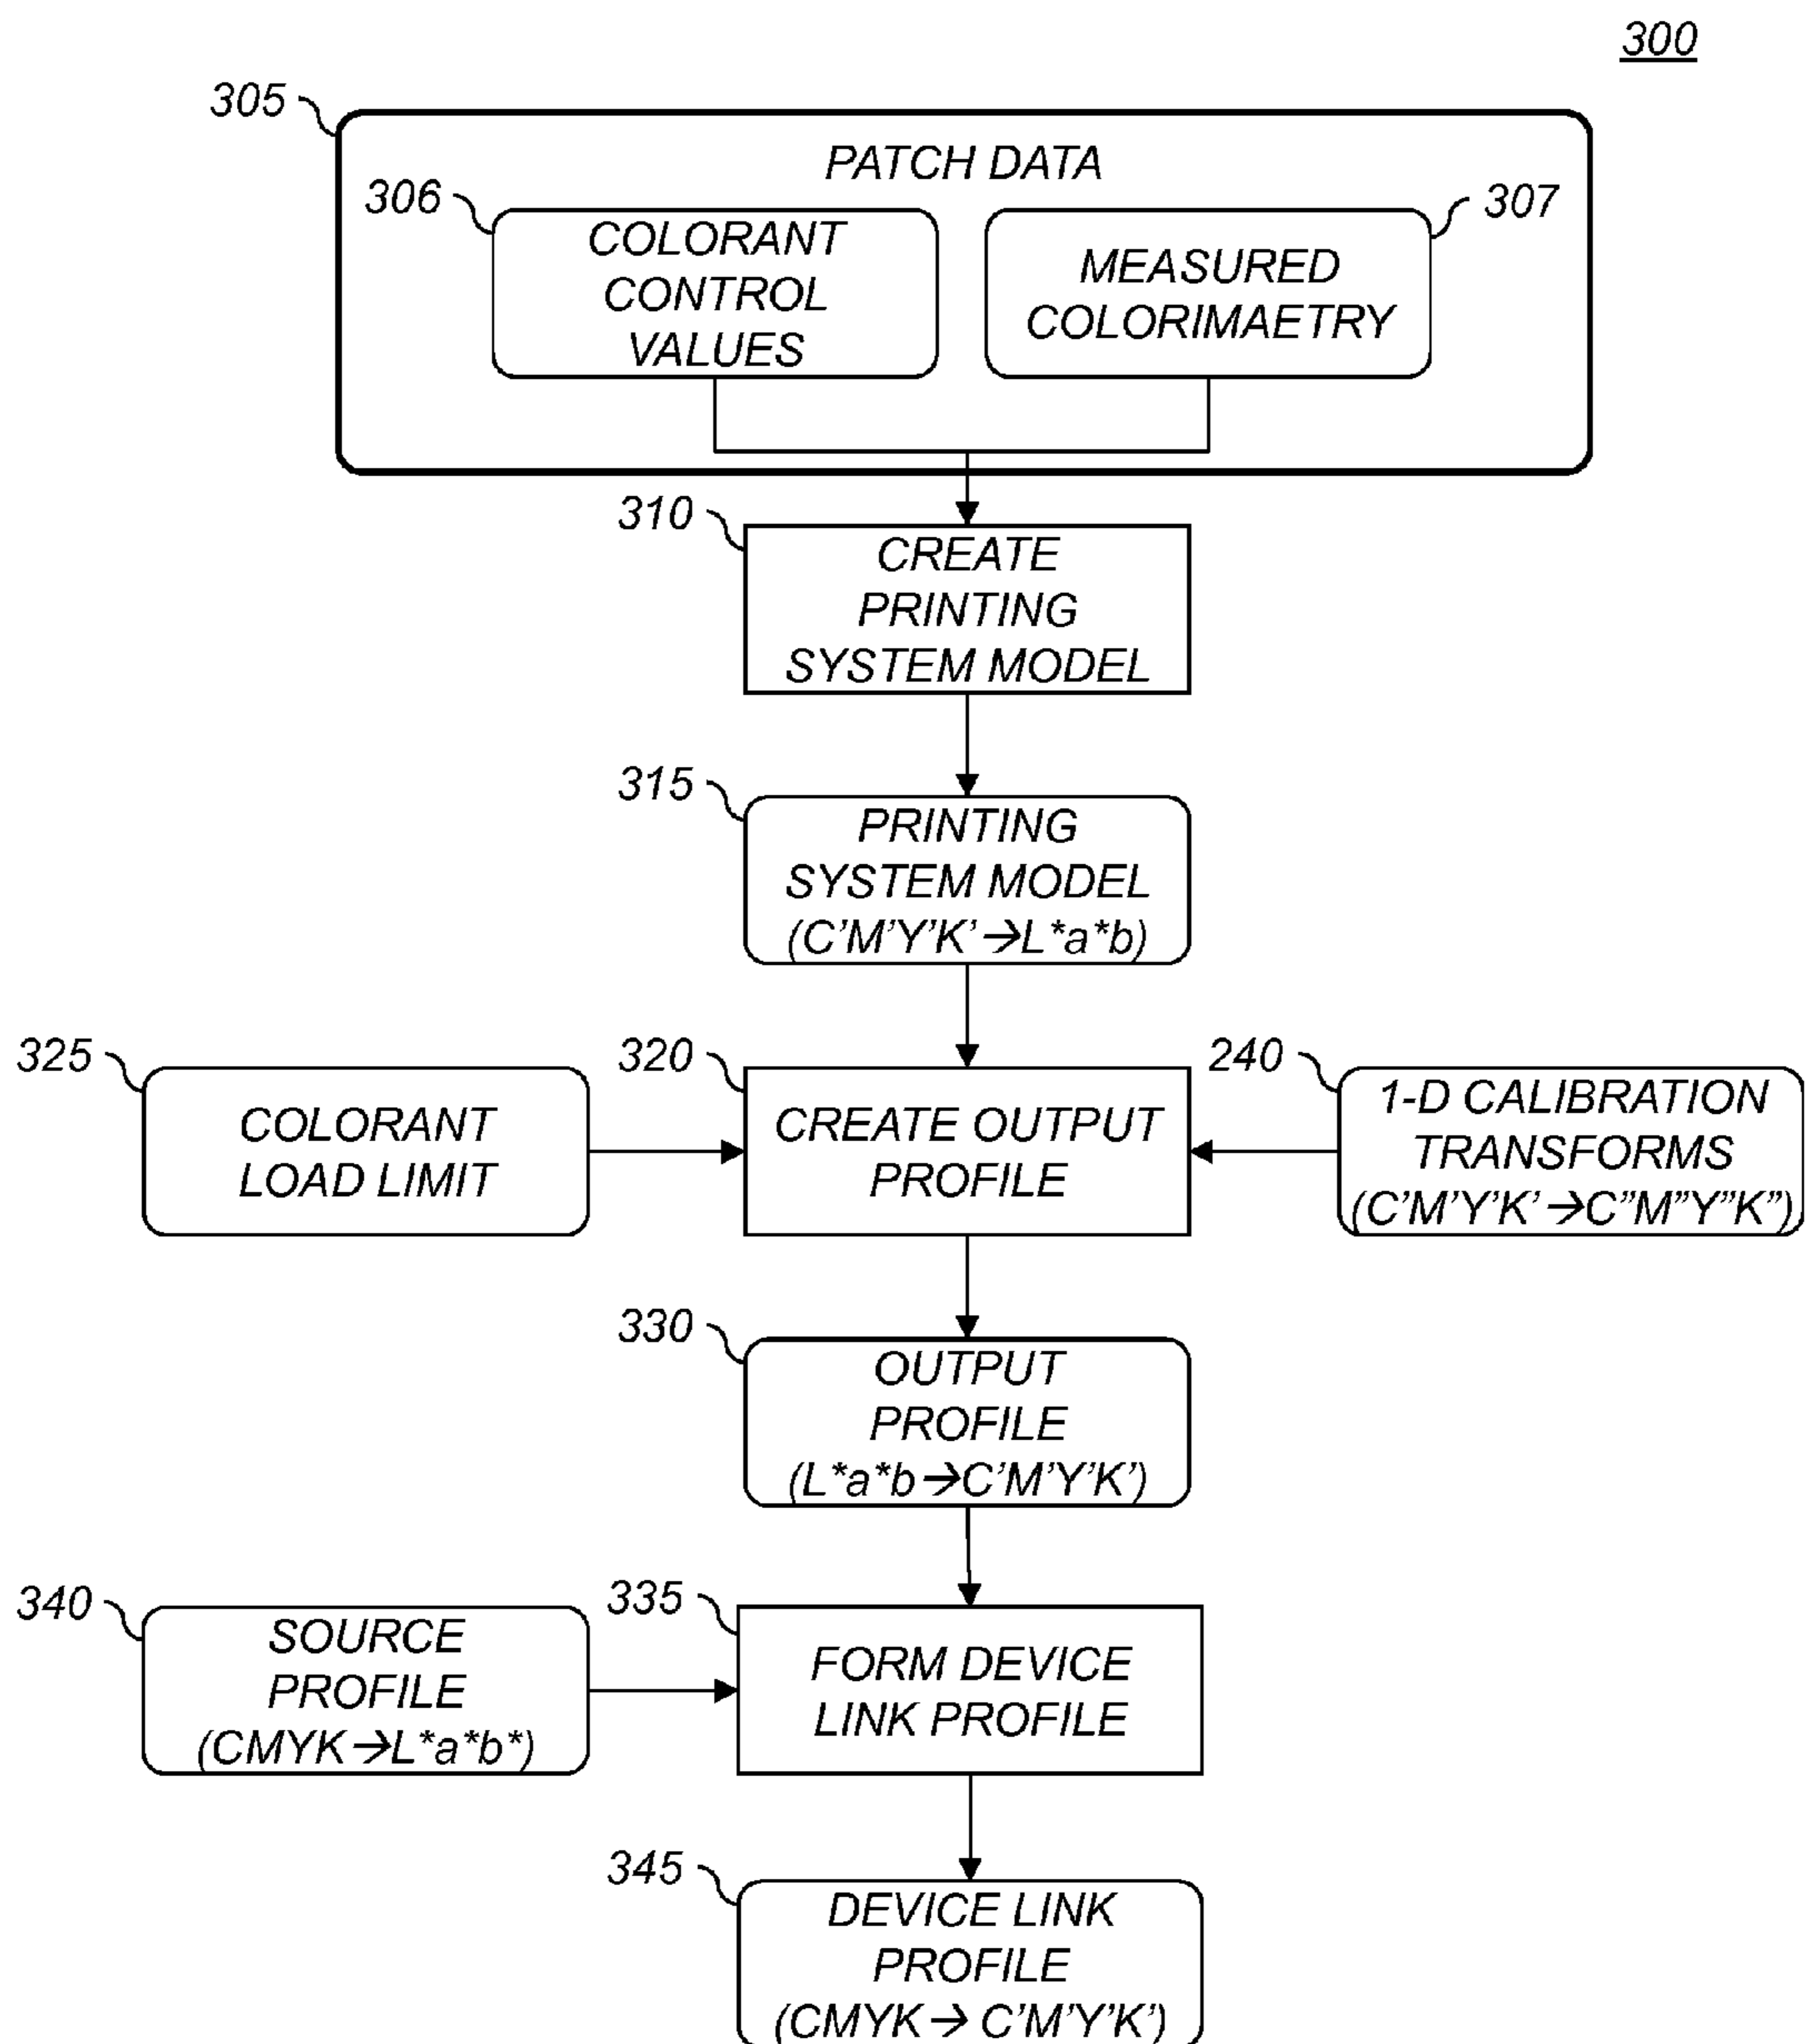 300
305
PATCH DATA
306
COLORANT
CONTROL
VALUES
307
MEASURED
COLORIMAETRY
310
CREATE
PRINTING
SYSTEM MODEL
315
PRINTING
SYSTEM MODEL
(C'M'Y'K'→L*a*b)
325
COLORANT
LOAD LIMIT
320
CREATE OUTPUT
PROFILE
240
1-D CALIBRATION
TRANSFORMS
(C'M'Y'K'→C"M"Y"K")
330
OUTPUT
PROFILE
(L*a*b→C'M'Y'K')
340
SOURCE
PROFILE
(CMYK→L*a*b*)
335
FORM DEVICE
LINK PROFILE
345
DEVICE LINK
PROFILE
(CMYK→ C'M'Y'K')